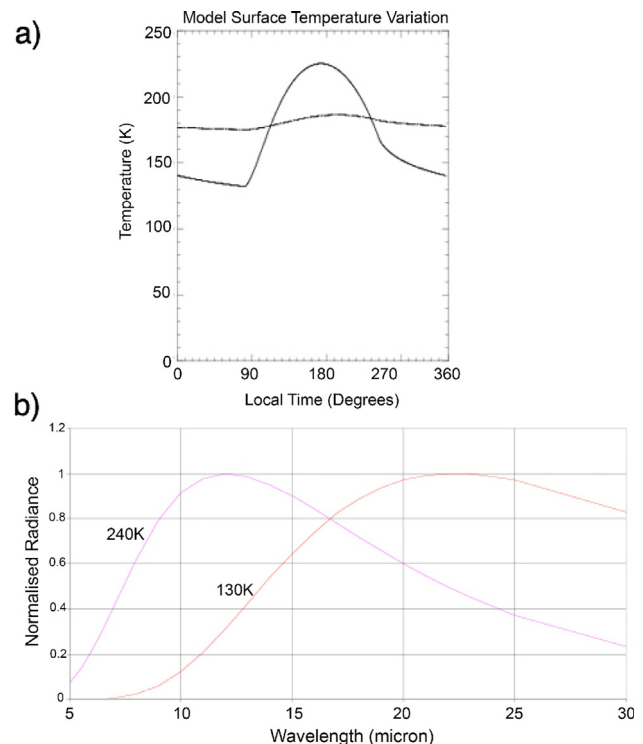 a)
Model Surface Temperature Variation
250
200
150
100
50
0
Temperature (K)
0 90 180 270 360
Local Time (Degrees)
b)
1.2
1
0.8
0.6
0.4
0.2
0
Normalised Radiance
240K
130K
5 10 15 20 25 30
Wavelength (micron)